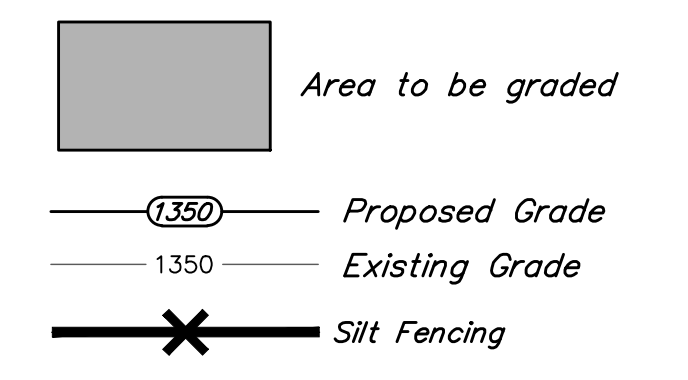 Area to be graded
1350 Proposed Grade
1350 Existing Grade
Silt Fencing